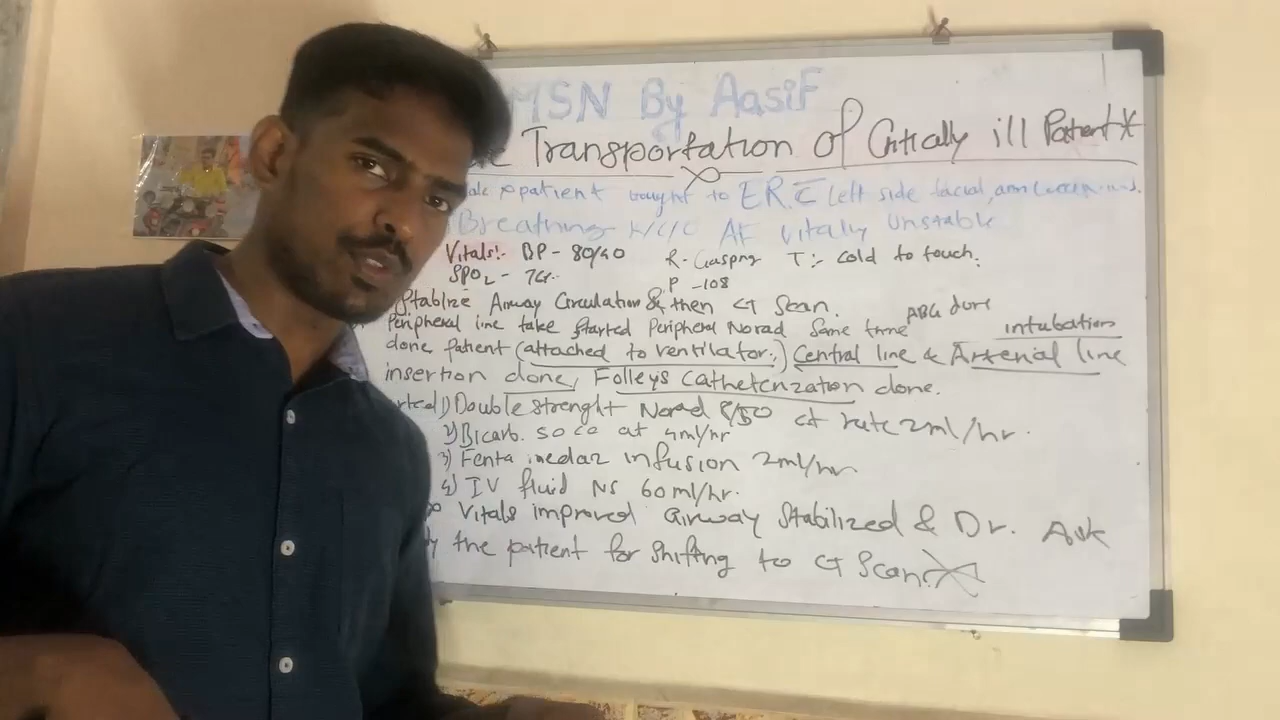 MSN By Aasif
Transportation of Critically ill Patient
patient brought to ER c̄ left side facial, arm
Breathing K/C/C AF vitally Unstable
Vitals:- BP - 80/40 R - Gasping T:- cold to touch.
SPO2 - 76% P - 108
Stablize Airway Circulation & then CT Scan. ABG done
Peripheral line take started Peripheral Norad Same time intubation
done, patient (attached to ventilator.) Central line & Arterial line
insertion done, Folleys Catheterization done.
1) Double strenght Norad 8/50 at rate 2ml/hr.
2) Bicarb. 50 cc at 4ml/hr
3) Fenta medaz infusion 2ml/hr.
4) IV fluid NS 60ml/hr.
Vitals improved airway Stabilized & Dr. Ask
the patient for shifting to CT Scan.